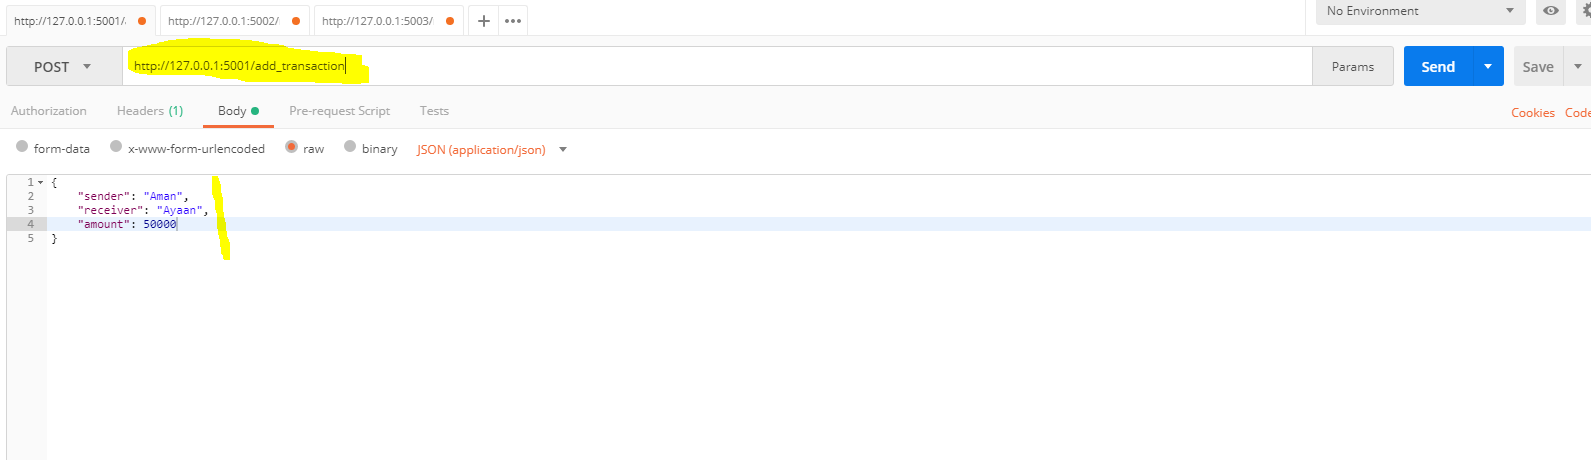 http://127.0.0.1:5001/ http://127.0.0.1:5002/ http://127.0.0.1:5003/ + ••• No Environment
POST http://127.0.0.1:5001/add_transaction Params Send Save
Authorization Headers (1) Body Pre-request Script Tests Cookies Code
form-data x-www-form-urlencoded raw binary JSON (application/json)
1 {
2 "sender": "Aman",
3 "receiver": "Ayaan",
4 "amount": 50000
5 }